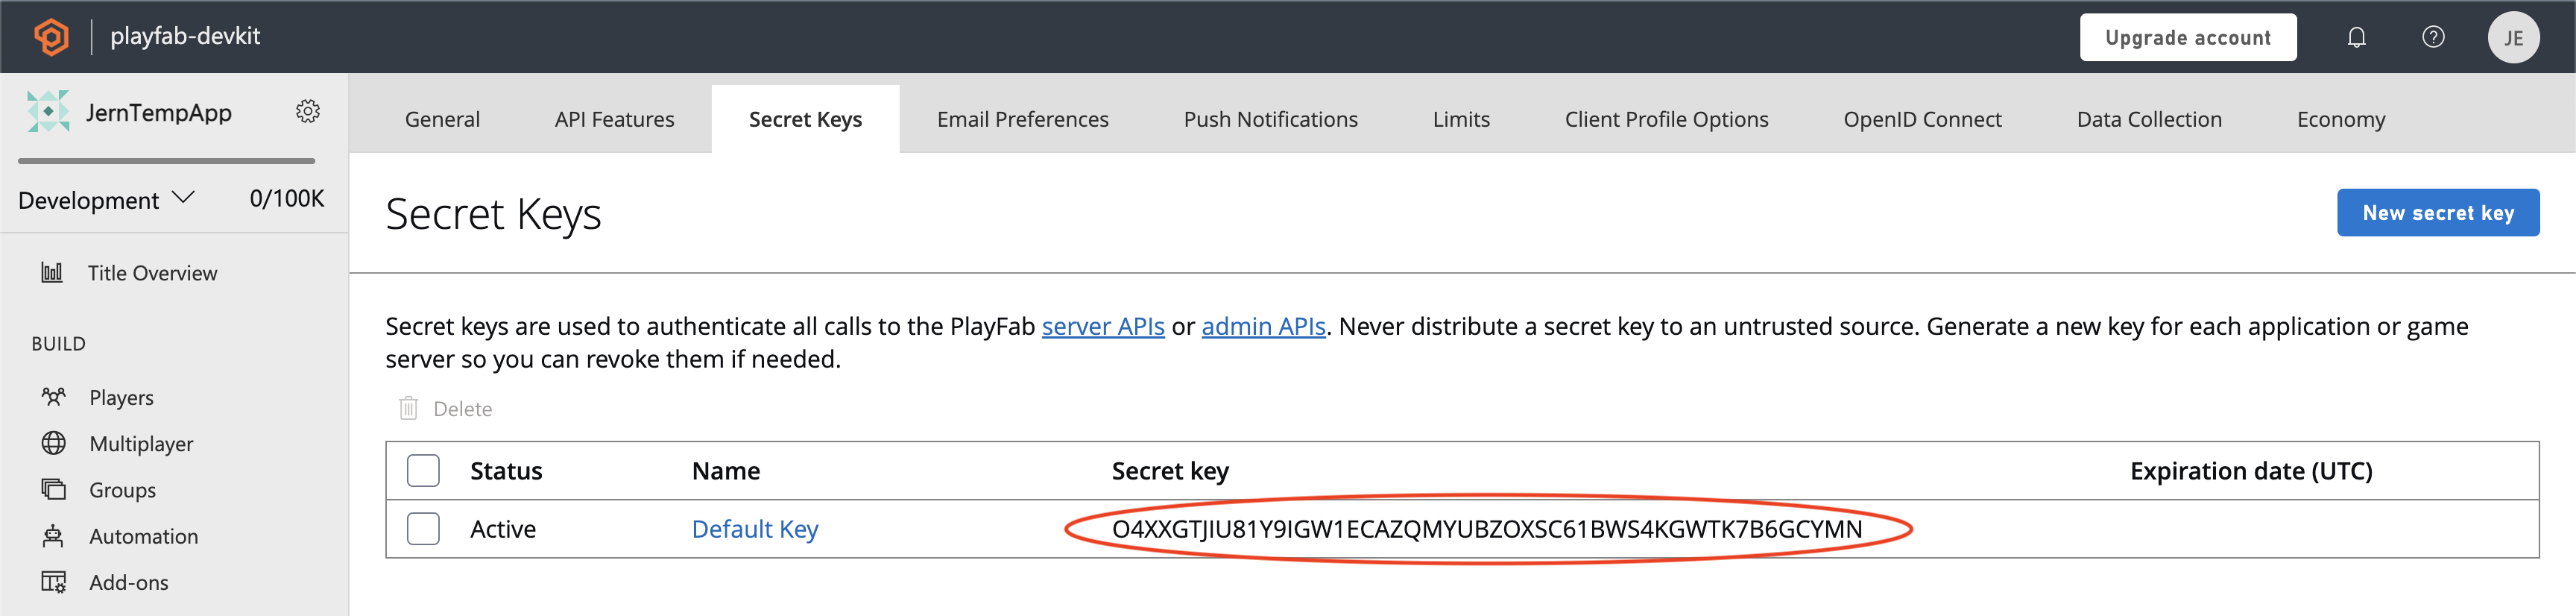 playfab-devkit
Upgrade account
JE
JernTempApp
Development 0/100K
Title Overview
BUILD
Players
Multiplayer
Groups
Automation
Add-ons
General API Features Secret Keys Email Preferences Push Notifications Limits Client Profile Options OpenID Connect Data Collection Economy
Secret Keys
New secret key
Secret keys are used to authenticate all calls to the PlayFab server APIs or admin APIs. Never distribute a secret key to an untrusted source. Generate a new key for each application or game
server so you can revoke them if needed.
Delete
Status Name Secret key Expiration date (UTC)
Active Default Key O4XXGTJIU81Y9IGW1ECAZQMYUBZOXSC61BWS4KGWTK7B6GCYMN